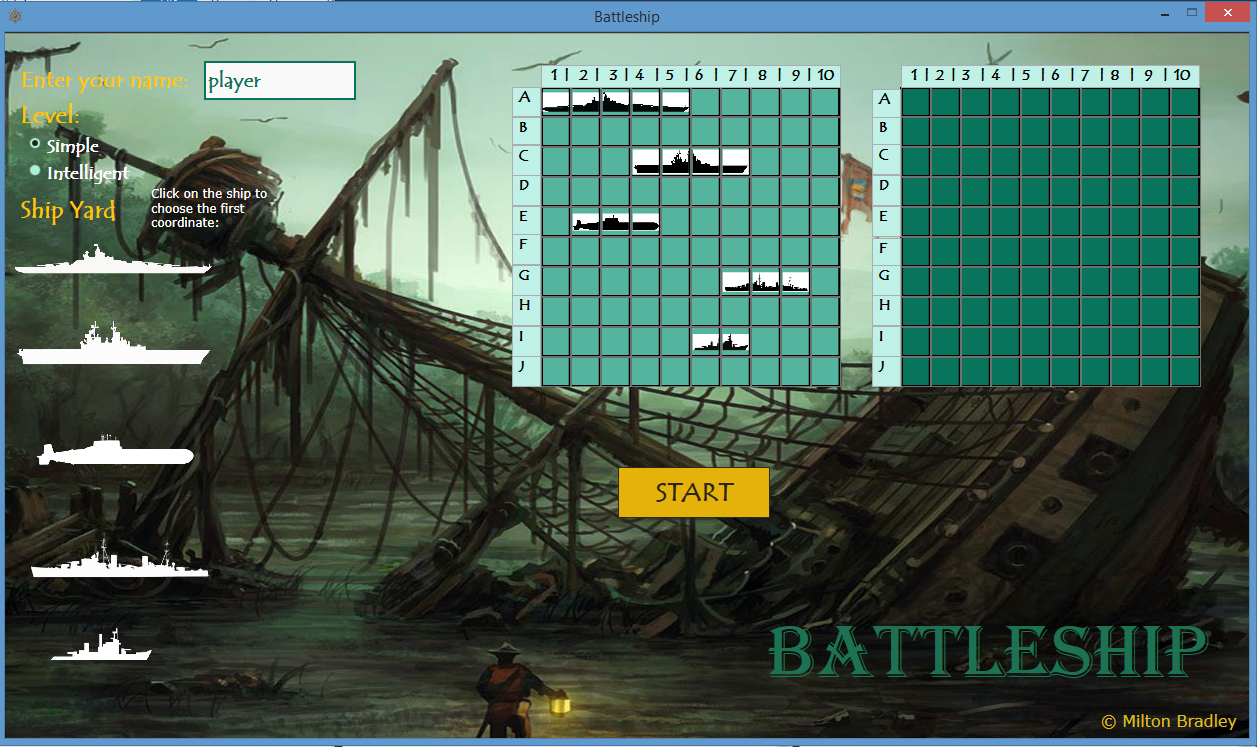 Battleship
Enter your name: player
Level:
Simple
Intelligent
Ship Yard
Click on the ship to
choose the first
coordinate:
1 | 2 | 3 | 4 | 5 | 6 | 7 | 8 | 9 | 10
A
B
C
D
E
F
G
H
I
J
1 | 2 | 3 | 4 | 5 | 6 | 7 | 8 | 9 | 10
A
B
C
D
E
F
G
H
I
J
START
BATTLESHIP
© Milton Bradley